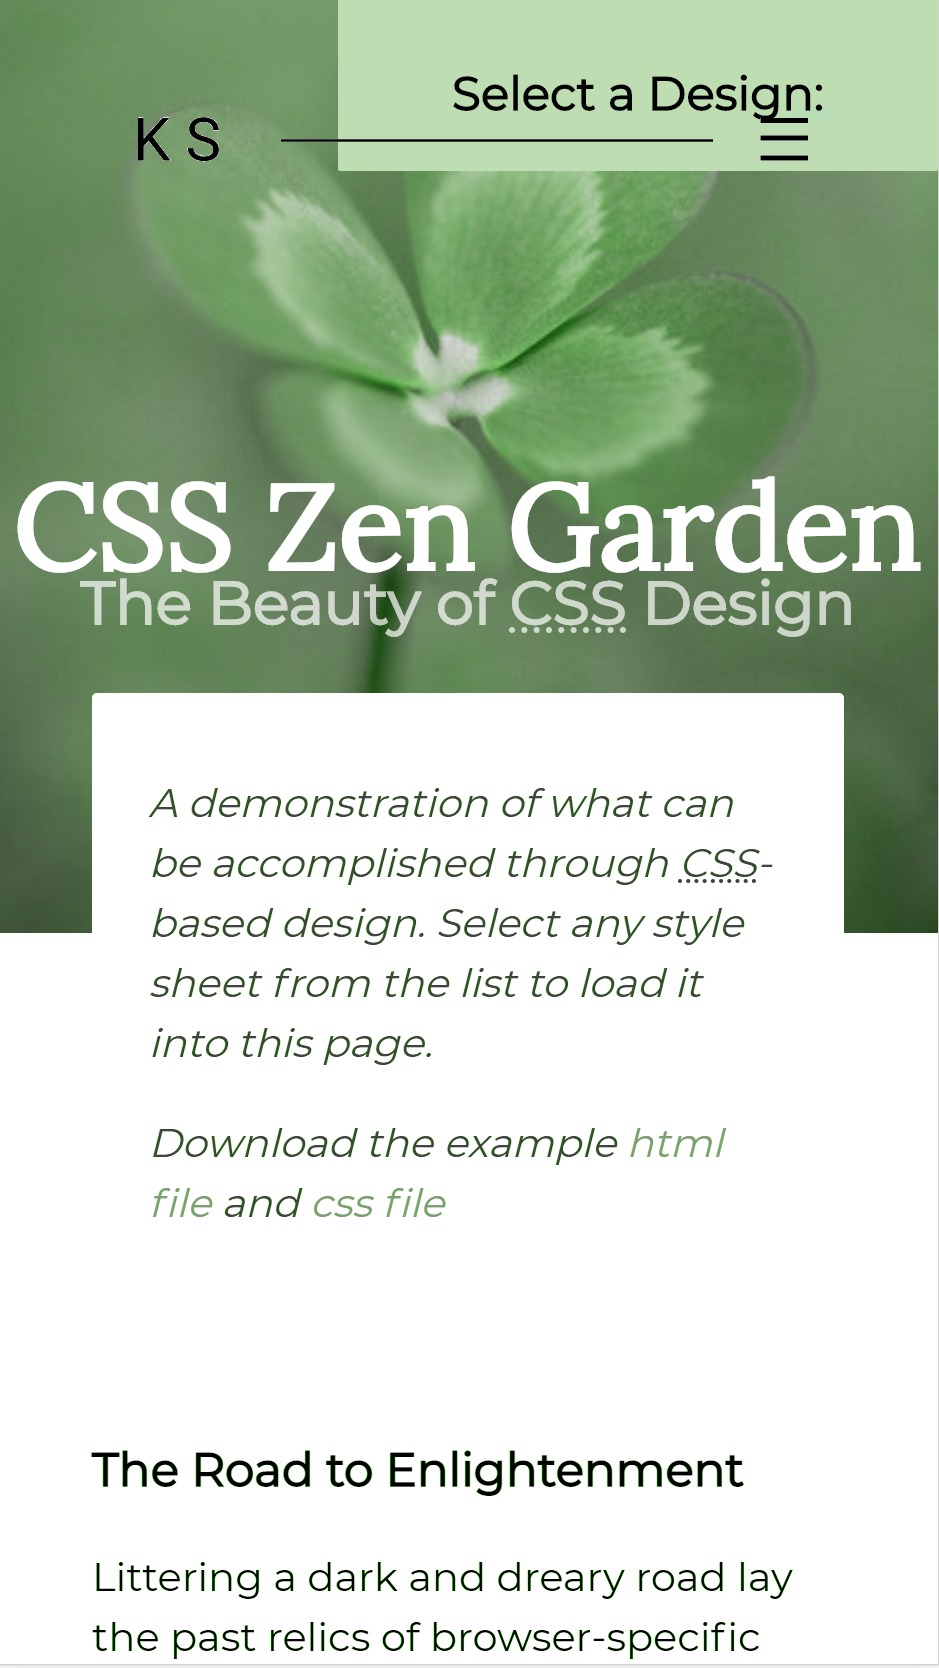 Select a Design:
K S
CSS Zen Garden
The Beauty of CSS Design
A demonstration of what can
be accomplished through CSS-
based design. Select any style
sheet from the list to load it
into this page.
Download the example html
file and css file
The Road to Enlightenment
Littering a dark and dreary road lay
the past relics of browser-specific